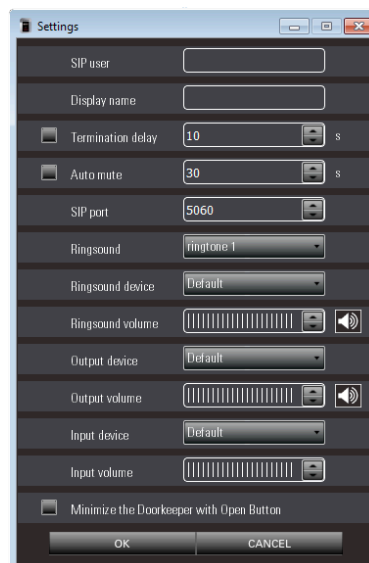 Settings
SIP user
Display name
Termination delay 10 s
Auto mute 30 s
SIP port 5060
Ringsound ringtone 1
Ringsound device Default
Ringsound volume
Output device Default
Output volume
Input device Default
Input volume
Minimize the Doorkeeper with Open Button
OK CANCEL